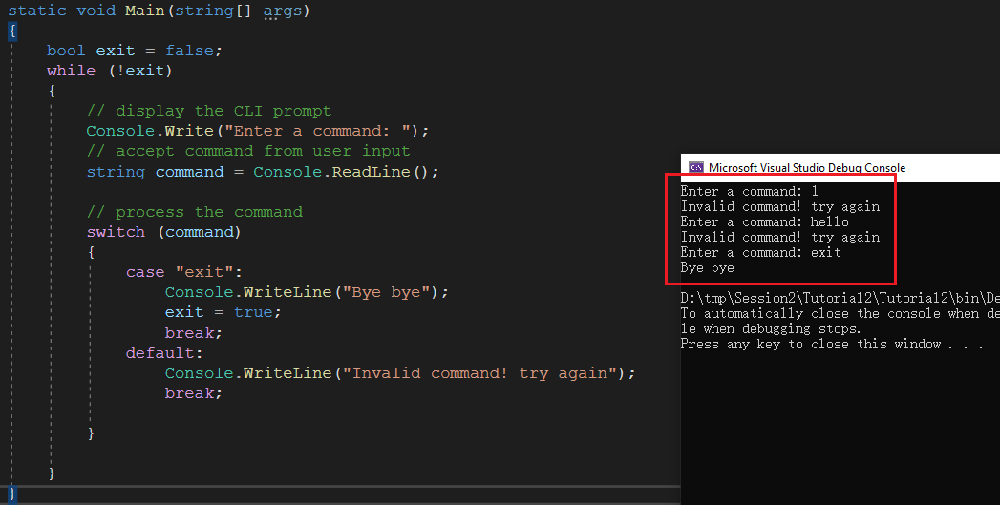 static void Main(string[] args)
{
bool exit = false;
while (!exit)
{
// display the CLI prompt
Console.Write("Enter a command: ");
// accept command from user input
string command = Console.ReadLine();
// process the command
switch (command)
{
case "exit":
Console.WriteLine("Bye bye");
exit = true;
break;
default:
Console.WriteLine("Invalid command! try again");
break;
}
}
}
Microsoft Visual Studio Debug Console
Enter a command: 1
Invalid command! try again
Enter a command: hello
Invalid command! try again
Enter a command: exit
Bye bye
D:\tmp\Session2\Tutorial2\Tutorial2\bin\De
To automatically close the console when de
le when debugging stops.
Press any key to close this window . . .